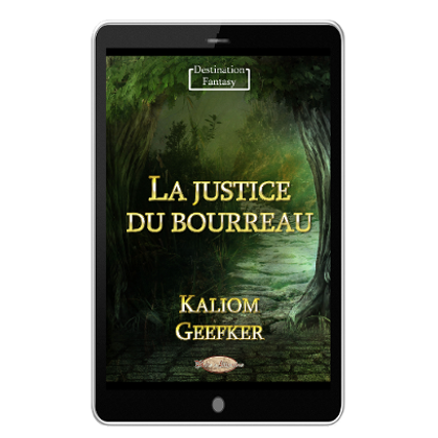 Destination
Fantasy
LA JUSTICE
DU BOURREAU
KALIOM
GEEFKER